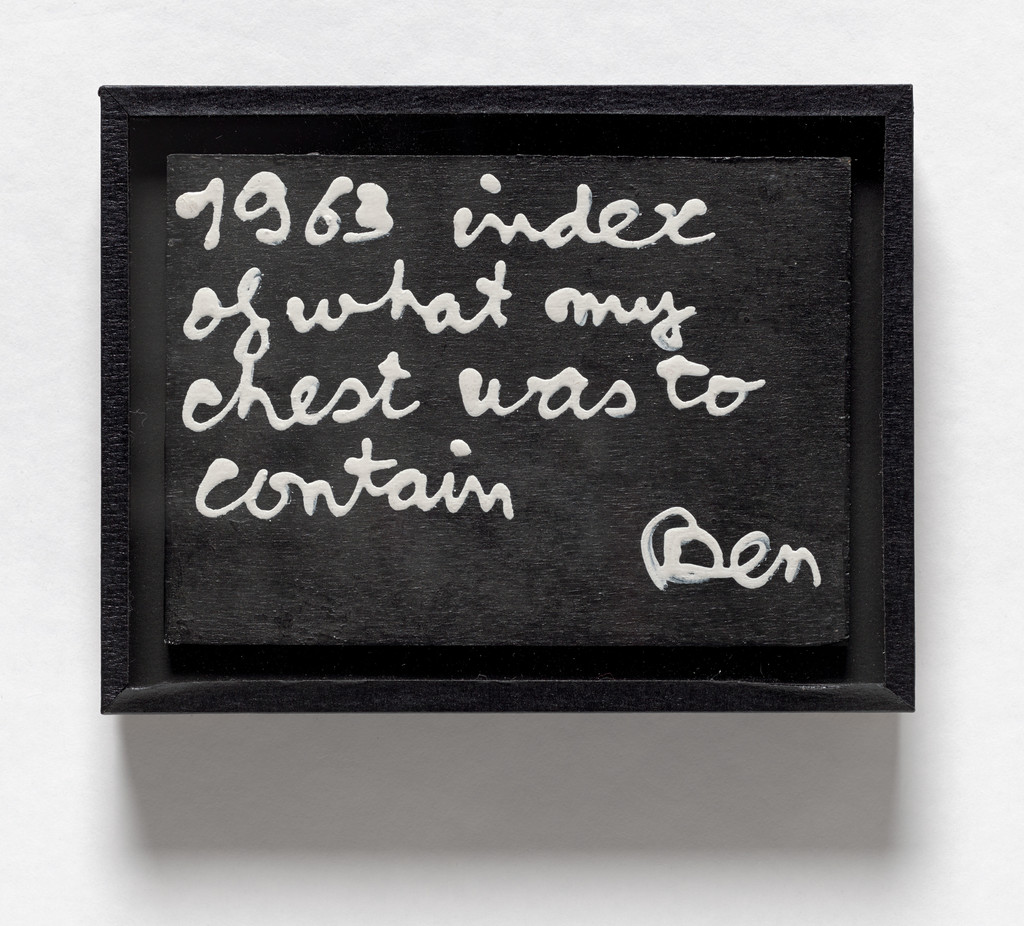 1963 index
of what my
chest was to
contain
Ben